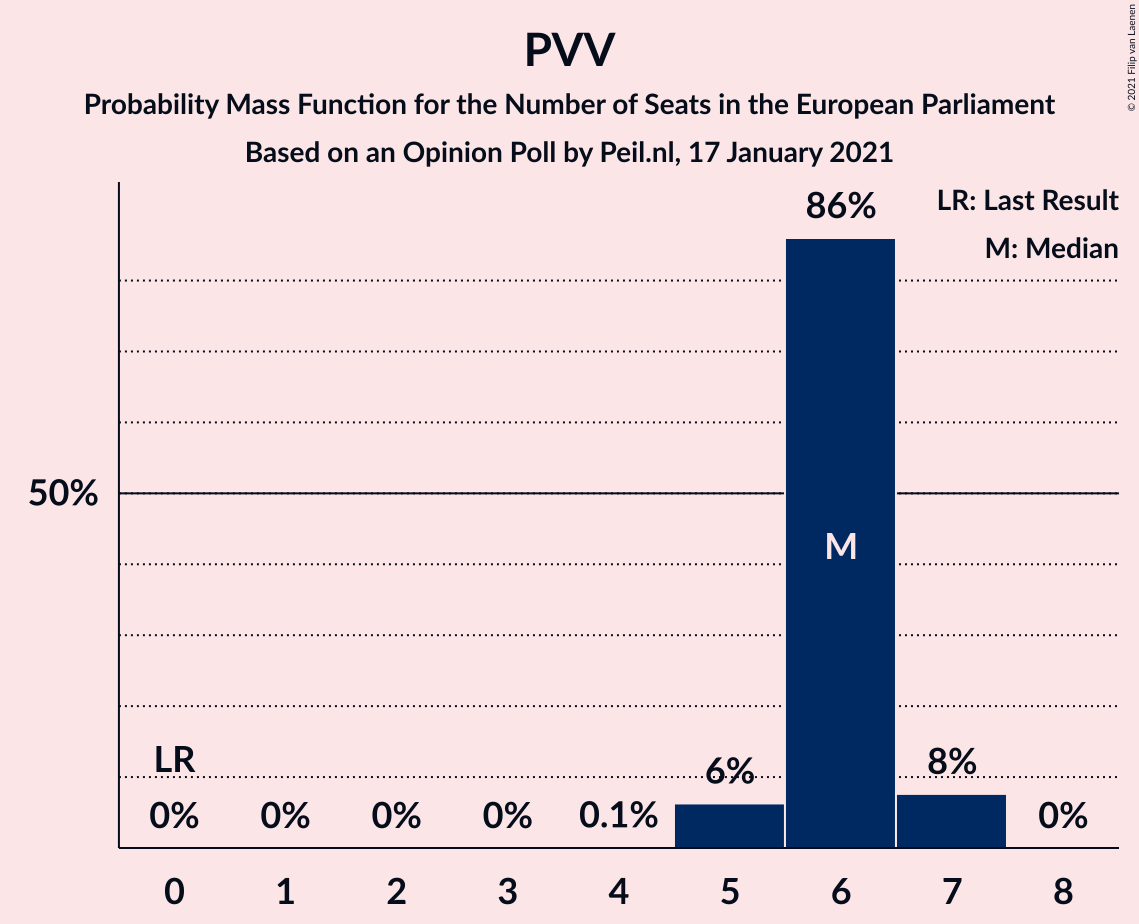 PVV
Probability Mass Function for the Number of Seats in the European Parliament
Based on an Opinion Poll by Peil.nl, 17 January 2021
© 2021 Filip van Laenen
LR: Last Result
M: Median
86%
50%
M
LR
6%
8%
0%
0%
0%
0%
0.1%
0%
0
1
2
3
4
5
6
7
8